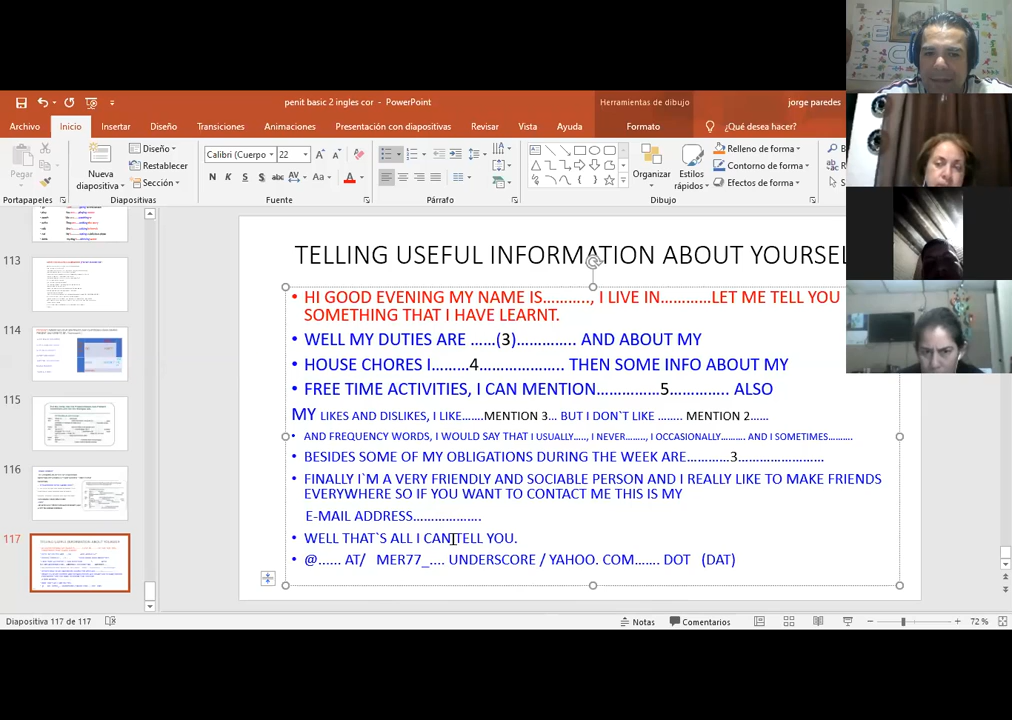 penit basic 2 ingles cor - PowerPoint
Herramientas de dibujo
jorge paredes
Archivo
Inicio
Insertar
Diseño
Transiciones
Animaciones
Presentación con diapositivas
Revisar
Vista
Ayuda
Formato
¿Qué desea hacer?
Pegar
Nueva
diapositiva
Diseño
Restablecer
Sección
Calibri (Cuerpo
22
N K S S abc AV Aa A
Organizar
Estilos
rápidos
Relleno de forma
Contorno de forma
Efectos de forma
Portapapeles
Diapositivas
Fuente
Párrafo
Dibujo
113
114
115
116
117
TELLING USEFUL INFORMATION ABOUT YOURSEL
• HI GOOD EVENING MY NAME IS……….., I LIVE IN…………LET ME TELL YOU
SOMETHING THAT I HAVE LEARNT.
• WELL MY DUTIES ARE ……(3)………….. AND ABOUT MY
• HOUSE CHORES I………4……………….. THEN SOME INFO ABOUT MY
• FREE TIME ACTIVITIES, I CAN MENTION……………5………….. ALSO
MY LIKES AND DISLIKES, I LIKE…….MENTION 3… BUT I DON`T LIKE …….. MENTION 2……
• AND FREQUENCY WORDS, I WOULD SAY THAT I USUALLY….., I NEVER…….., I OCCASIONALLY………. AND I SOMETIMES………
• BESIDES SOME OF MY OBLIGATIONS DURING THE WEEK ARE…………3……………………
• FINALLY I`M A VERY FRIENDLY AND SOCIABLE PERSON AND I REALLY LIKE TO MAKE FRIENDS
EVERYWHERE SO IF YOU WANT TO CONTACT ME THIS IS MY
E-MAIL ADDRESS……………….
• WELL THAT`S ALL I CAN TELL YOU.
• @…… AT/ MER77_…. UNDERSCORE / YAHOO. COM……. DOT (DAT)
Diapositiva 117 de 117
Notas
Comentarios
72 %